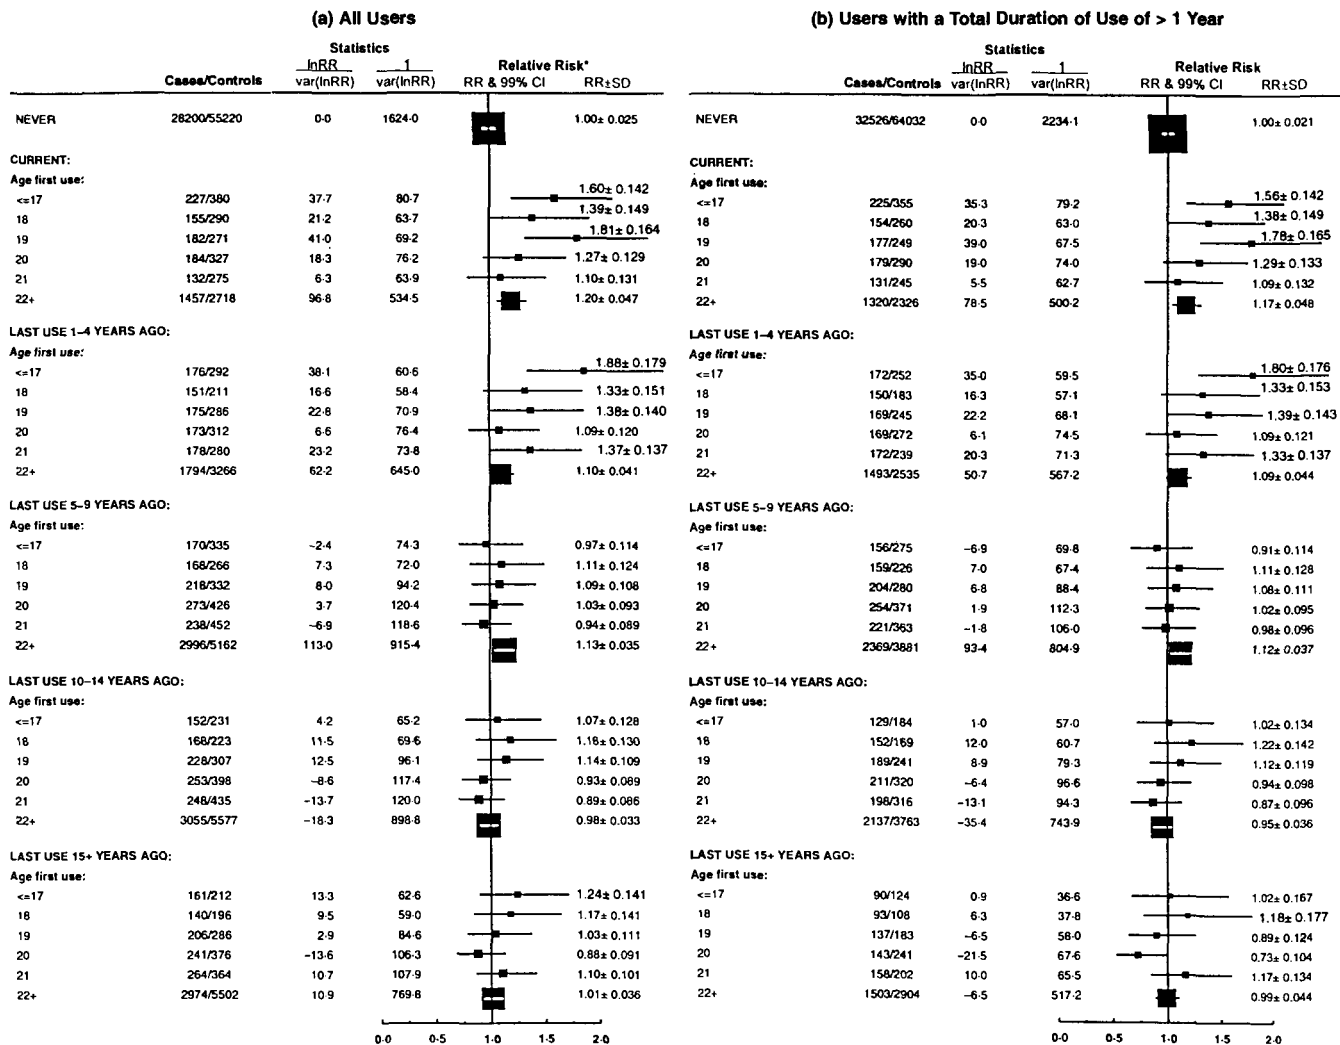 (a) All Users
Statistics
lnRR 1 Relative Risk*
Cases/Controls var(lnRR) var(lnRR) RR & 99% CI RR±SD
NEVER 28200/55220 0·0 1624·0 1.00± 0.025
CURRENT:
Age first use:
<=17 227/380 37·7 80·7 1.60± 0.142
18 155/290 21·2 63·7 1.39± 0.149
19 182/271 41·0 69·2 1.81± 0.164
20 184/327 18·3 76·2 1.27± 0.129
21 132/275 6·3 63·9 1.10± 0.131
22+ 1457/2718 96·8 534·5 1.20± 0.047
LAST USE 1–4 YEARS AGO:
Age first use:
<=17 176/292 38·1 60·6 1.88± 0.179
18 151/211 16·6 58·4 1.33± 0.151
19 175/286 22·8 70·9 1.38± 0.140
20 173/312 6·6 76·4 1.09± 0.120
21 178/280 23·2 73·8 1.37± 0.137
22+ 1794/3266 62·2 645·0 1.10± 0.041
LAST USE 5–9 YEARS AGO:
Age first use:
<=17 170/335 −2·4 74·3 0.97± 0.114
18 168/266 7·3 72·0 1.11± 0.124
19 218/332 8·0 94·2 1.09± 0.108
20 273/426 3·7 120·4 1.03± 0.093
21 238/452 −6·9 118·6 0.94± 0.089
22+ 2996/5162 113·0 915·4 1.13± 0.035
LAST USE 10–14 YEARS AGO:
Age first use:
<=17 152/231 4·2 65·2 1.07± 0.128
18 168/223 11·5 69·6 1.18± 0.130
19 228/307 12·5 96·1 1.14± 0.109
20 253/398 −8·6 117·4 0.93± 0.089
21 248/435 −13·7 120·0 0.89± 0.086
22+ 3055/5577 −18·3 898·8 0.98± 0.033
LAST USE 15+ YEARS AGO:
Age first use:
<=17 161/212 13·3 62·6 1.24± 0.141
18 140/196 9·5 59·0 1.17± 0.141
19 206/286 2·9 84·6 1.03± 0.111
20 241/376 −13·6 106·3 0.88± 0.091
21 264/364 10·7 107·9 1.10± 0.101
22+ 2974/5502 10·9 769·8 1.01± 0.036
0·0 0·5 1·0 1·5 2·0
(b) Users with a Total Duration of Use of > 1 Year
Statistics
lnRR 1 Relative Risk
Cases/Controls var(lnRR) var(lnRR) RR & 99% CI RR±SD
NEVER 32526/64032 0·0 2234·1 1.00± 0.021
CURRENT:
Age first use:
<=17 225/355 35·3 79·2 1.56± 0.142
18 154/260 20·3 63·0 1.38± 0.149
19 177/249 39·0 67·5 1.78± 0.165
20 179/290 19·0 74·0 1.29± 0.133
21 131/245 5·5 62·7 1.09± 0.132
22+ 1320/2326 78·5 500·2 1.17± 0.048
LAST USE 1–4 YEARS AGO:
Age first use:
<=17 172/252 35·0 59·5 1.80± 0.176
18 150/183 16·3 57·1 1.33± 0.153
19 169/245 22·2 68·1 1.39± 0.143
20 169/272 6·1 74·5 1.09± 0.121
21 172/239 20·3 71·3 1.33± 0.137
22+ 1493/2535 50·7 567·2 1.09± 0.044
LAST USE 5–9 YEARS AGO:
Age first use:
<=17 156/275 −6·9 69·8 0.91± 0.114
18 159/226 7·0 67·4 1.11± 0.128
19 204/280 6·8 88·4 1.08± 0.111
20 254/371 1·9 112·3 1.02± 0.095
21 221/363 −1·8 106·0 0.98± 0.096
22+ 2369/3881 93·4 804·9 1.12± 0.037
LAST USE 10–14 YEARS AGO:
Age first use:
<=17 129/184 1·0 57·0 1.02± 0.134
18 152/169 12·0 60·7 1.22± 0.142
19 189/241 8·9 79·3 1.12± 0.119
20 211/320 −6·4 96·6 0.94± 0.098
21 198/316 −13·1 94·3 0.87± 0.096
22+ 2137/3763 −35·4 743·9 0.95± 0.036
LAST USE 15+ YEARS AGO:
Age first use:
<=17 90/124 0·9 36·6 1.02± 0.167
18 93/108 6·3 37·8 1.18± 0.177
19 137/183 −6·5 58·0 0.89± 0.124
20 143/241 −21·5 67·6 0.73± 0.104
21 158/202 10·0 65·5 1.17± 0.134
22+ 1503/2904 −6·5 517·2 0.99± 0.044
0·0 0·5 1·0 1·5 2·0